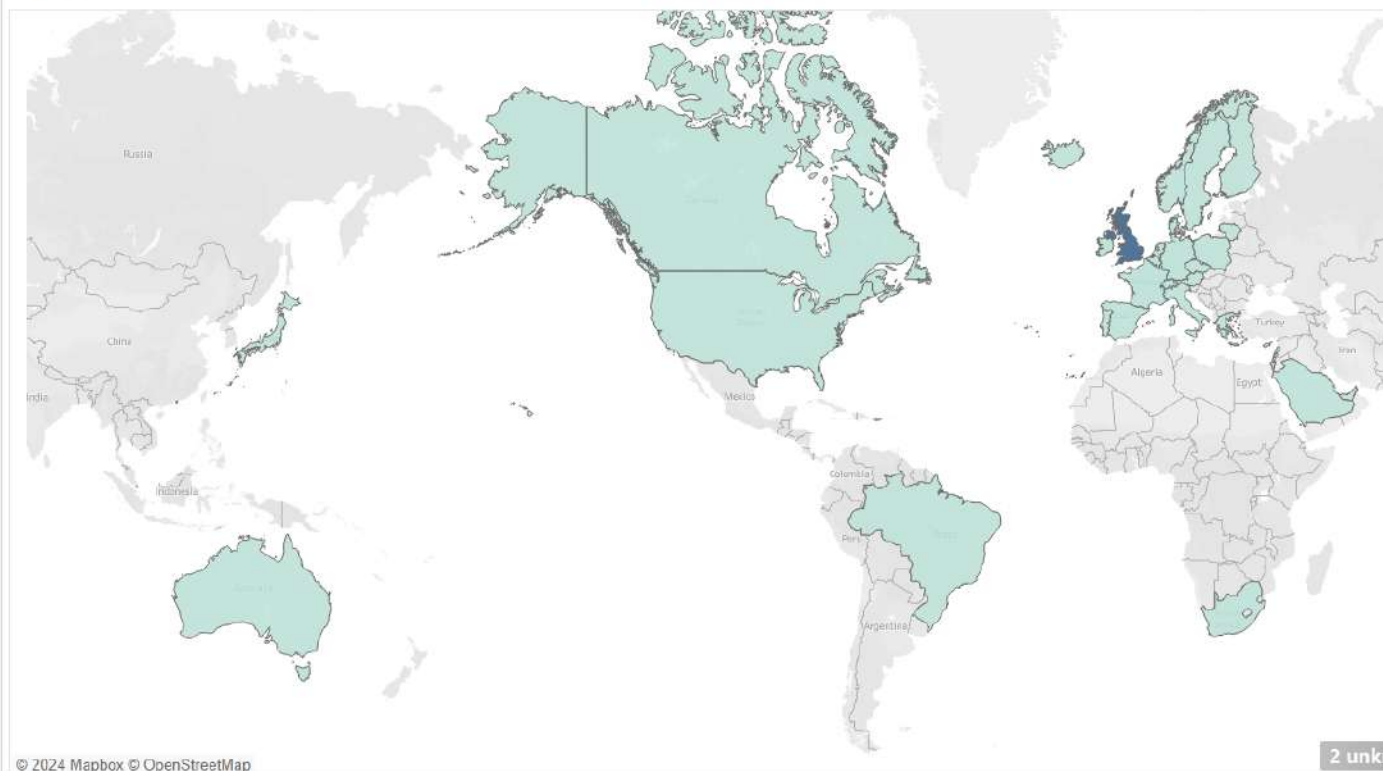 Russia
China
India
Indonesia
Mexico
Colombia
Peru
Argentina
Algeria
Egypt
Turkey
Iran
© 2024 Mapbox © OpenStreetMap
2 unk